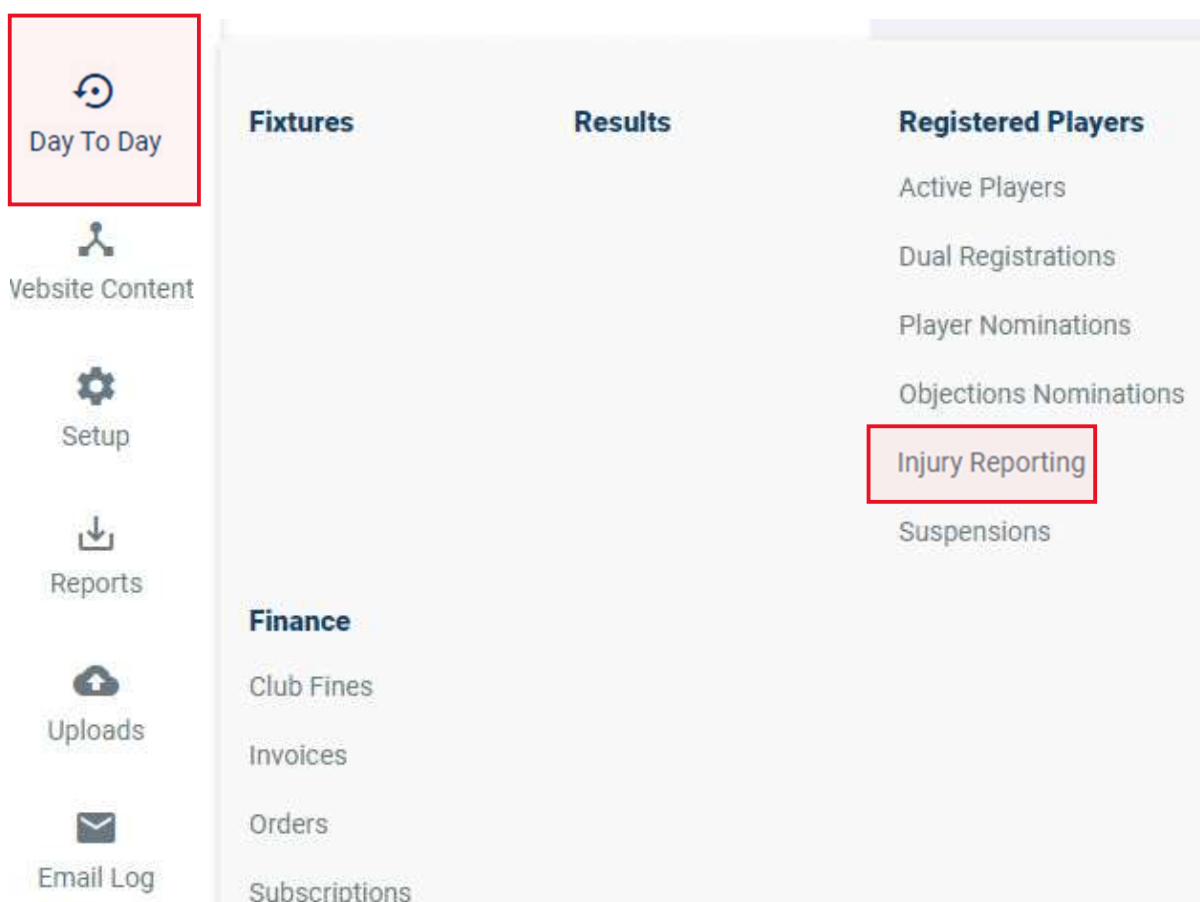 Day To Day
Website Content
Setup
Reports
Uploads
Email Log
Fixtures
Results
Registered Players
Active Players
Dual Registrations
Player Nominations
Objections Nominations
Injury Reporting
Suspensions
Finance
Club Fines
Invoices
Orders
Subscriptions